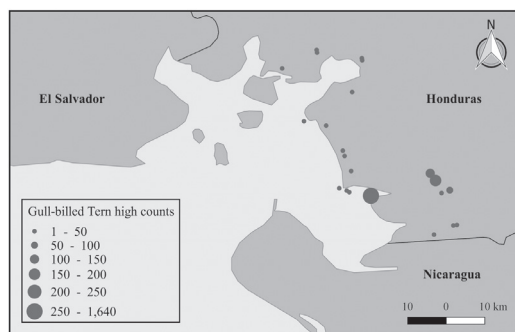 N
El Salvador
Honduras
Gull-billed Tern high counts
1 - 50
50 - 100
100 - 150
150 - 200
200 - 250
250 - 1,640
Nicaragua
10 0 10 km